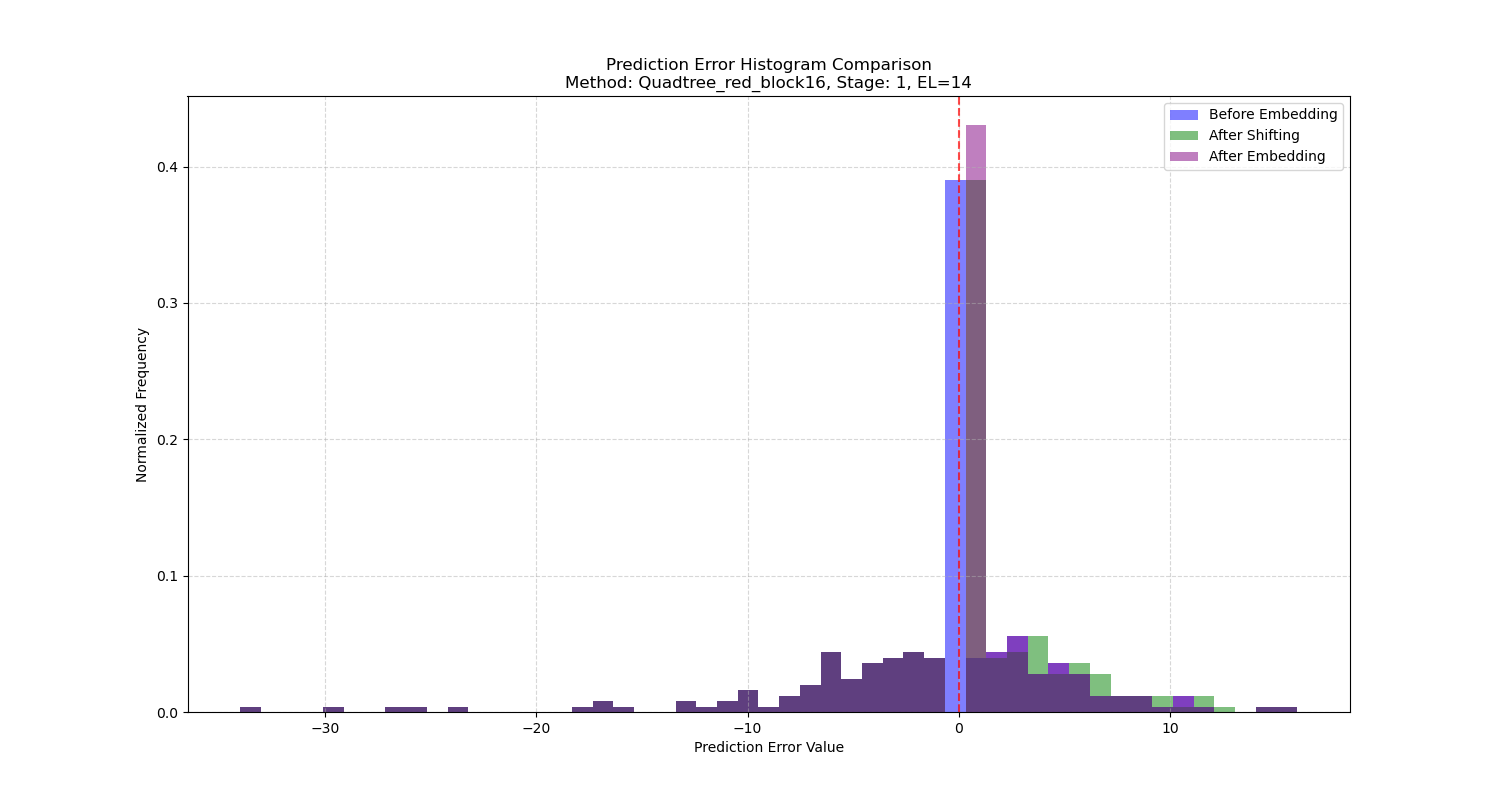 Prediction Error Histogram Comparison
Method: Quadtree_red_block16, Stage: 1, EL=14
Before Embedding
After Shifting
After Embedding
0.4
0.3
0.2
0.1
0.0
Normalized Frequency
−30
−20
−10
0
10
Prediction Error Value